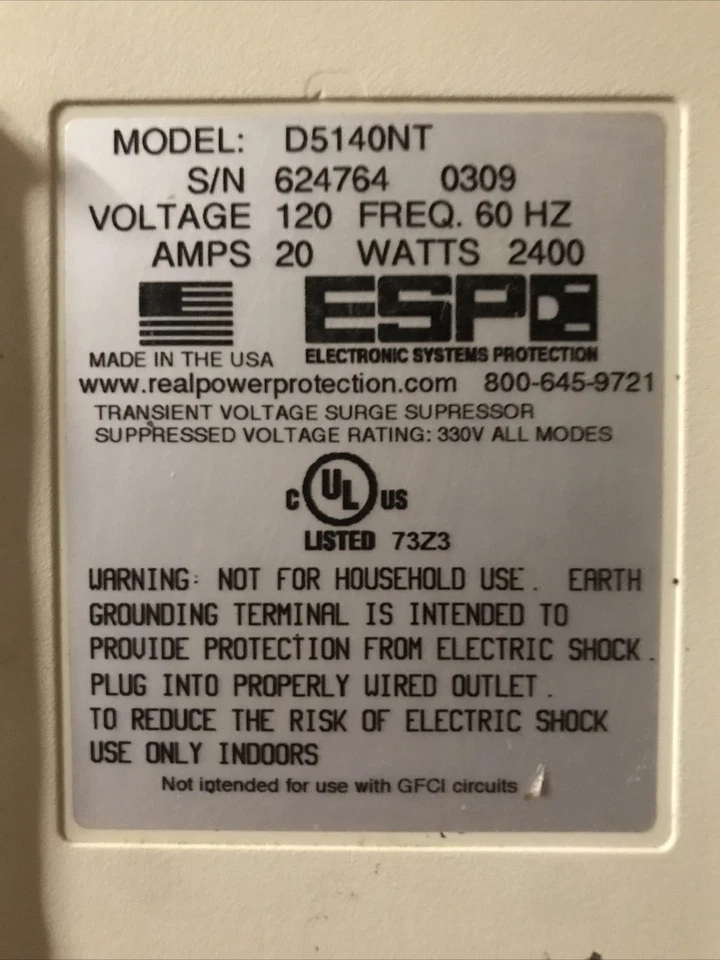 MODEL: D5140NT
S/N 624764 0309
VOLTAGE 120 FREQ. 60 HZ
AMPS 20 WATTS 2400
ESP
MADE IN THE USA ELECTRONIC SYSTEMS PROTECTION
www.realpowerprotection.com 800-645-9721
TRANSIENT VOLTAGE SURGE SUPRESSOR
SUPPRESSED VOLTAGE RATING: 330V ALL MODES
C UL US
LISTED 73Z3
WARNING: NOT FOR HOUSEHOLD USE. EARTH
GROUNDING TERMINAL IS INTENDED TO
PROVIDE PROTECTION FROM ELECTRIC SHOCK.
PLUG INTO PROPERLY WIRED OUTLET.
TO REDUCE THE RISK OF ELECTRIC SHOCK
USE ONLY INDOORS
Not intended for use with GFCI circuits